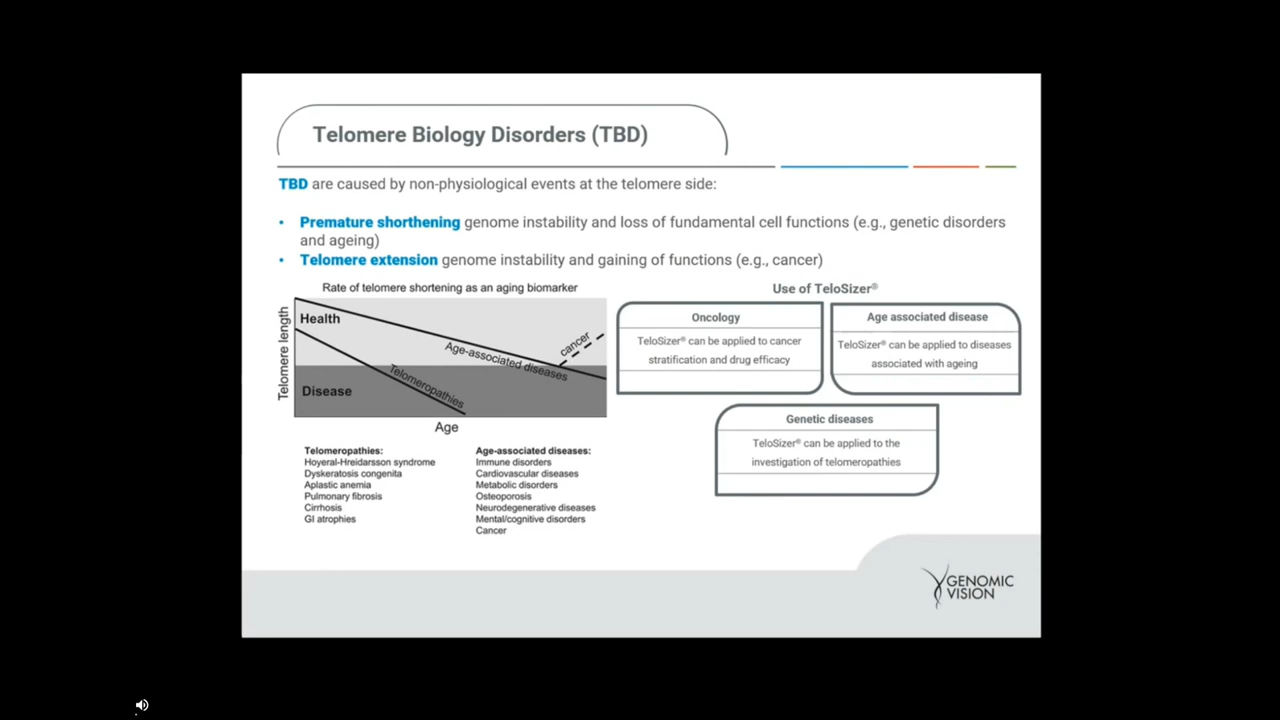 Telomere Biology Disorders (TBD)
TBD are caused by non-physiological events at the telomere side:
• Premature shorthening genome instability and loss of fundamental cell functions (e.g., genetic disorders
and ageing)
• Telomere extension genome instability and gaining of functions (e.g., cancer)
Rate of telomere shortening as an aging biomarker
Telomere length
Health
Disease
Age-associated diseases
cancer
Telomeropathies
Age
Telomeropathies:
Hoyeral-Hreidarsson syndrome
Dyskeratosis congenita
Aplastic anemia
Pulmonary fibrosis
Cirrhosis
GI atrophies
Age-associated diseases:
Immune disorders
Cardiovascular diseases
Metabolic disorders
Osteoporosis
Neurodegenerative diseases
Mental/cognitive disorders
Cancer
Use of TeloSizer®
Oncology
TeloSizer® can be applied to cancer
stratification and drug efficacy
Age associated disease
TeloSizer® can be applied to diseases
associated with ageing
Genetic diseases
TeloSizer® can be applied to the
investigation of telomeropathies
GENOMIC
VISION